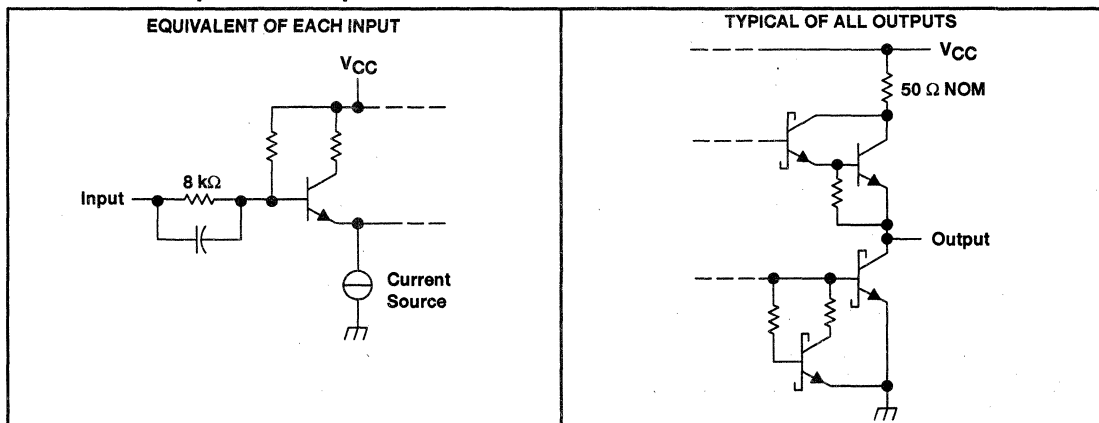 EQUIVALENT OF EACH INPUT
VCC
8 kΩ
Input
Current
Source
TYPICAL OF ALL OUTPUTS
VCC
50 Ω NOM
Output